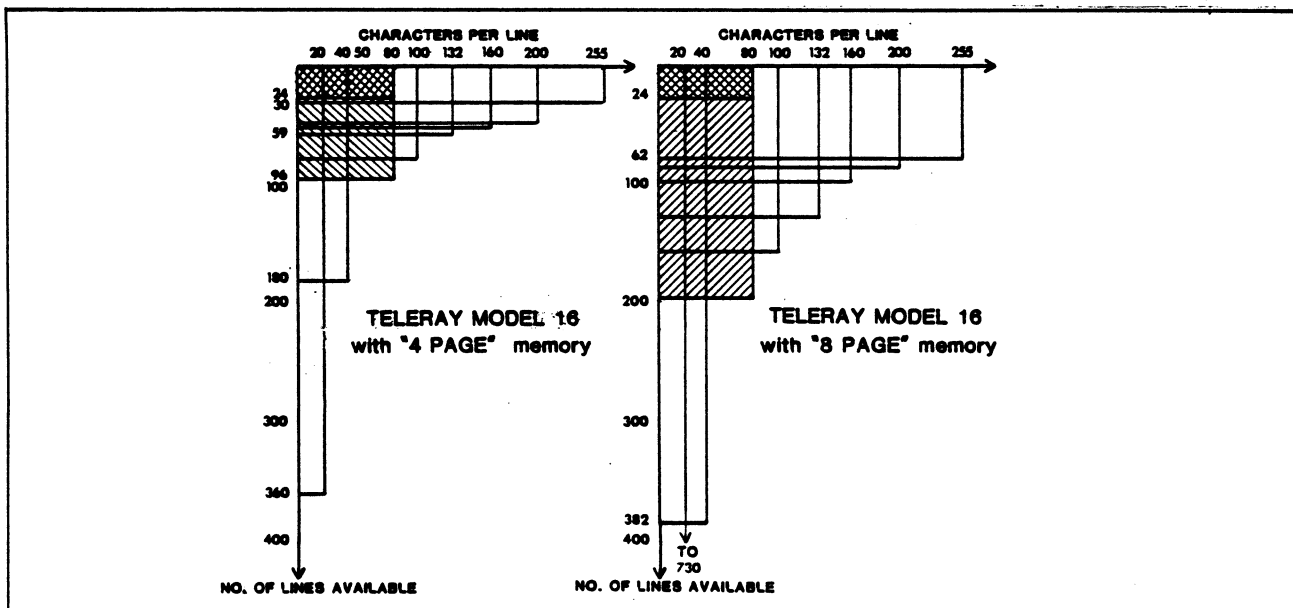 CHARACTERS PER LINE
20 40 50 80 100 132 160 200 255
24
30
59
96
100
180
200
300
360
400
TELERAY MODEL 16
with "4 PAGE" memory
NO. OF LINES AVAILABLE
CHARACTERS PER LINE
20 40 80 100 132 160 200 255
24
62
100
200
300
382
400
TO
730
TELERAY MODEL 16
with "8 PAGE" memory
NO. OF LINES AVAILABLE